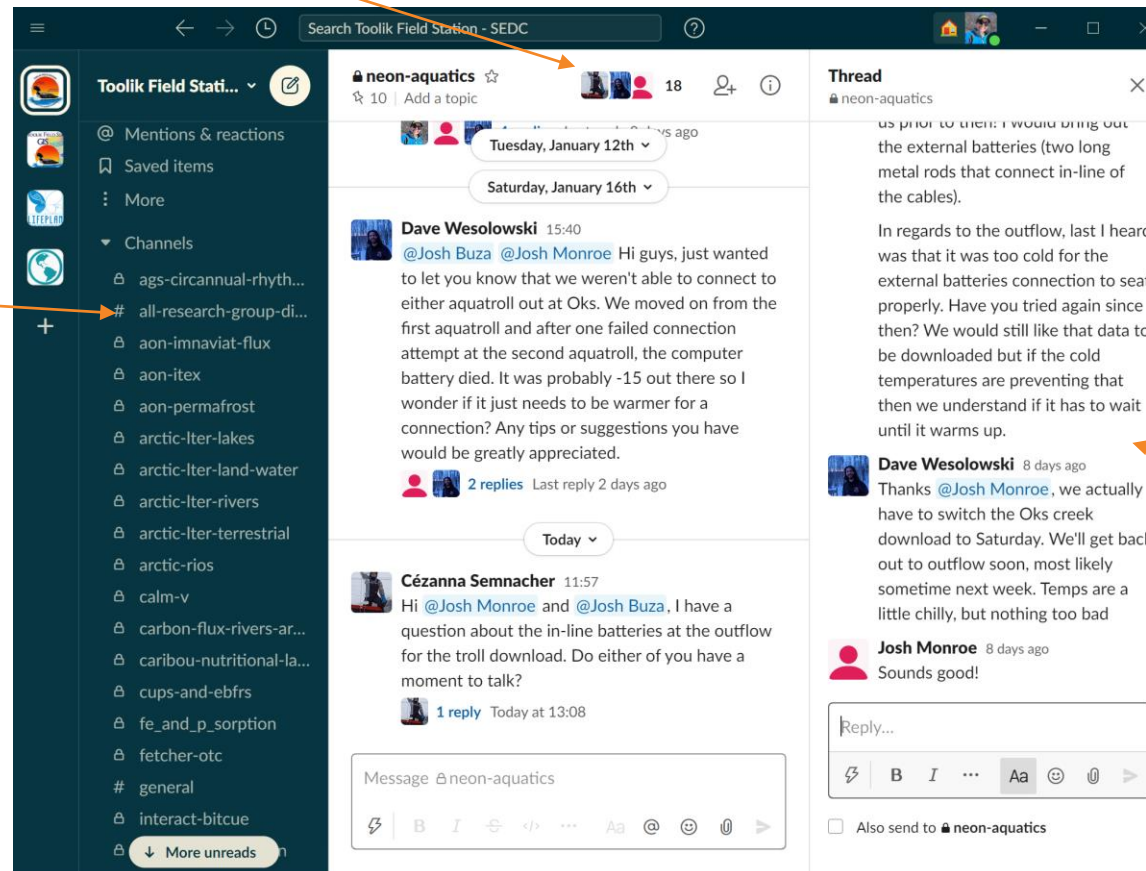 Search Toolik Field Station - SEDC
Toolik Field Stati...
Mentions & reactions
Saved items
More
Channels
ags-circannual-rhyth...
# all-research-group-di...
aon-imnaviat-flux
aon-itex
aon-permafrost
arctic-lter-lakes
arctic-lter-land-water
arctic-lter-rivers
arctic-lter-terrestrial
arctic-rios
calm-v
carbon-flux-rivers-ar...
caribou-nutritional-la...
cups-and-ebfrs
fe_and_p_sorption
fetcher-otc
# general
interact-bitcue
More unreads
LIFEPLAN
neon-aquatics
10 | Add a topic
18
ago
Tuesday, January 12th
Saturday, January 16th
Dave Wesolowski 15:40
@Josh Buza @Josh Monroe Hi guys, just wanted
to let you know that we weren't able to connect to
either aquatroll out at Oks. We moved on from the
first aquatroll and after one failed connection
attempt at the second aquatroll, the computer
battery died. It was probably -15 out there so I
wonder if it just needs to be warmer for a
connection? Any tips or suggestions you have
would be greatly appreciated.
2 replies Last reply 2 days ago
Today
Cézanna Semnacher 11:57
Hi @Josh Monroe and @Josh Buza, I have a
question about the in-line batteries at the outflow
for the troll download. Do either of you have a
moment to talk?
1 reply Today at 13:08
Message neon-aquatics
B I S </> ... Aa @
Thread
neon-aquatics
us prior to then! I would bring out
the external batteries (two long
metal rods that connect in-line of
the cables).
In regards to the outflow, last I heard
was that it was too cold for the
external batteries connection to seat
properly. Have you tried again since
then? We would still like that data to
be downloaded but if the cold
temperatures are preventing that
then we understand if it has to wait
until it warms up.
Dave Wesolowski 8 days ago
Thanks @Josh Monroe, we actually
have to switch the Oks creek
download to Saturday. We'll get back
out to outflow soon, most likely
sometime next week. Temps are a
little chilly, but nothing too bad
Josh Monroe 8 days ago
Sounds good!
Reply...
B I ... Aa
Also send to neon-aquatics